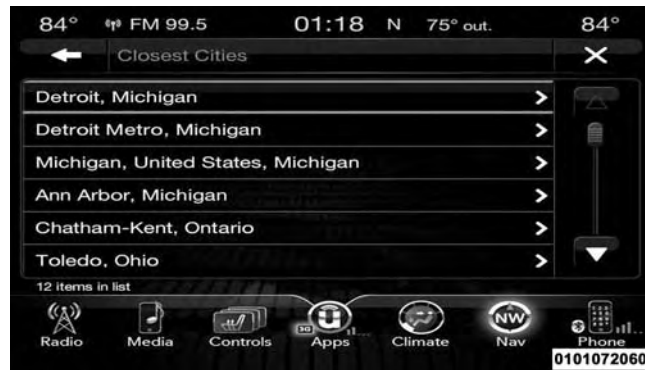 84° FM 99.5 01:18 N 75° out. 84°
Closest Cities
Detroit, Michigan
Detroit Metro, Michigan
Michigan, United States, Michigan
Ann Arbor, Michigan
Chatham-Kent, Ontario
Toledo, Ohio
12 items in list
3G NW
Radio Media Controls Apps Climate Nav Phone
0101072060